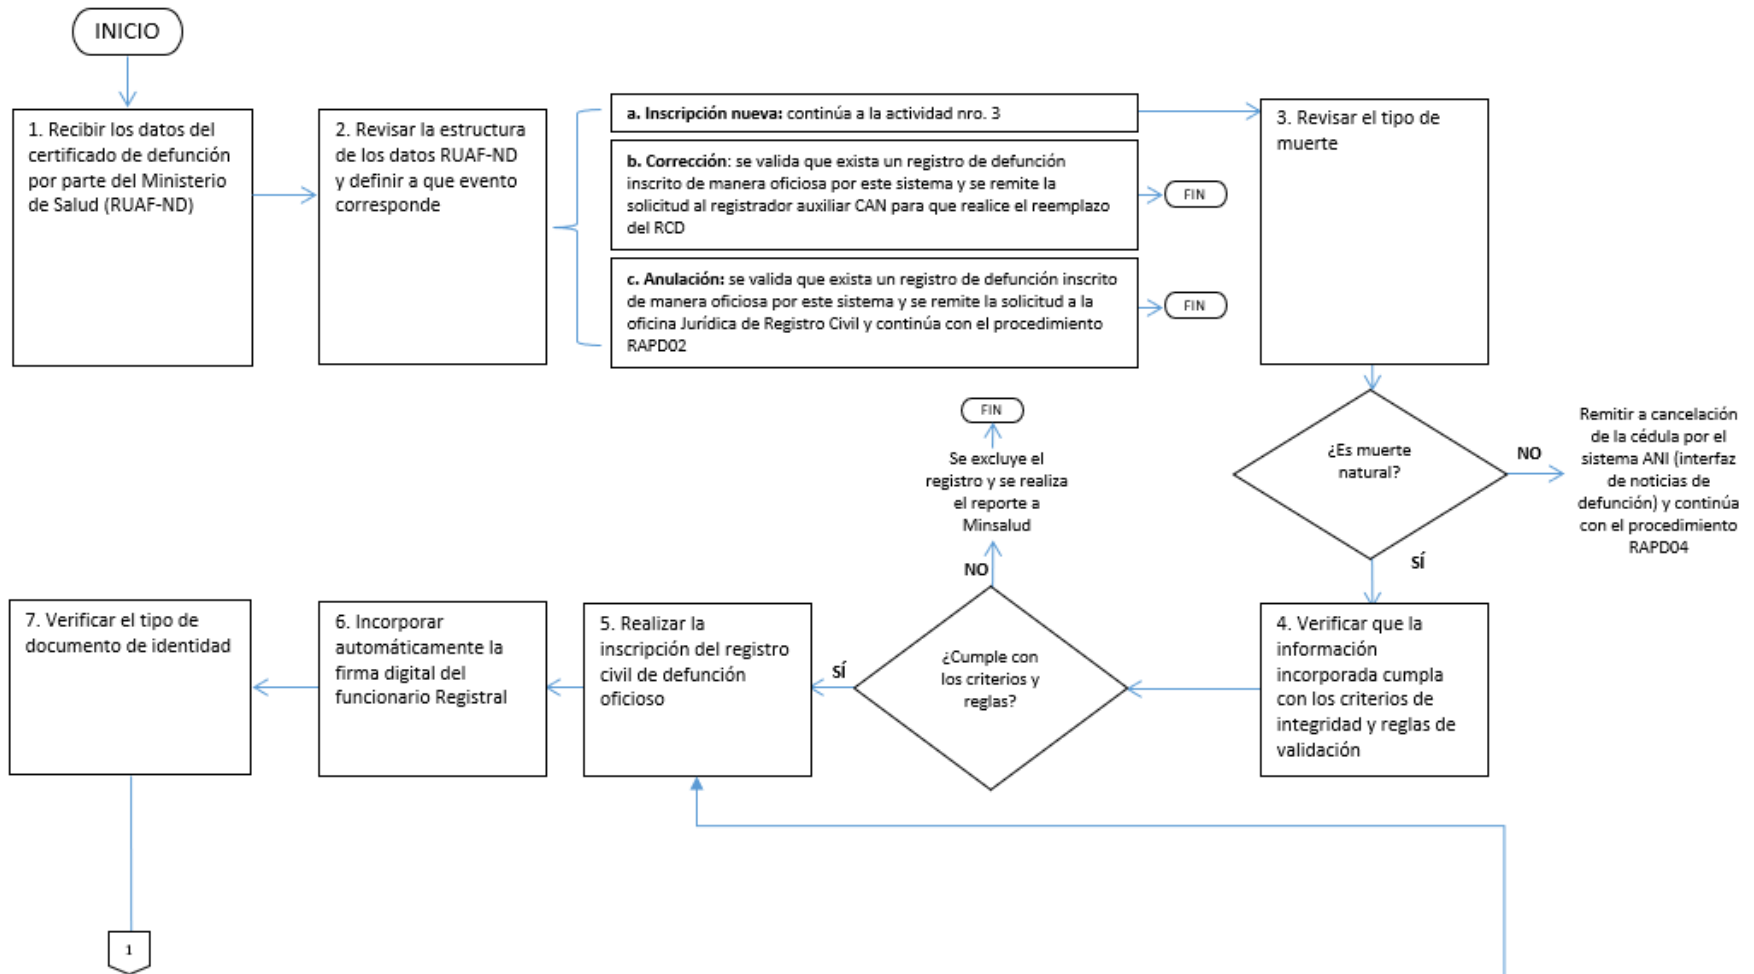 INICIO
1. Recibir los datos del
certificado de defunción
por parte del Ministerio
de Salud (RUAF-ND)
2. Revisar la estructura
de los datos RUAF-ND
y definir a que evento
corresponde
a. Inscripción nueva: continúa a la actividad nro. 3
b. Corrección: se valida que exista un registro de defunción
inscrito de manera oficiosa por este sistema y se remite la
solicitud al registrador auxiliar CAN para que realice el reemplazo
del RCD
FIN
c. Anulación: se valida que exista un registro de defunción inscrito
de manera oficiosa por este sistema y se remite la solicitud a la
oficina Jurídica de Registro Civil y continúa con el procedimiento
RAPD02
FIN
3. Revisar el tipo de
muerte
¿Es muerte
natural?
NO
Remitir a cancelación
de la cédula por el
sistema ANI (interfaz
de noticias de
defunción) y continúa
con el procedimiento
RAPD04
SÍ
4. Verificar que la
información
incorporada cumpla
con los criterios de
integridad y reglas de
validación
¿Cumple con
los criterios y
reglas?
NO
Se excluye el
registro y se realiza
el reporte a
Minsalud
FIN
SÍ
5. Realizar la
inscripción del registro
civil de defunción
oficioso
6. Incorporar
automáticamente la
firma digital del
funcionario Registral
7. Verificar el tipo de
documento de identidad
1